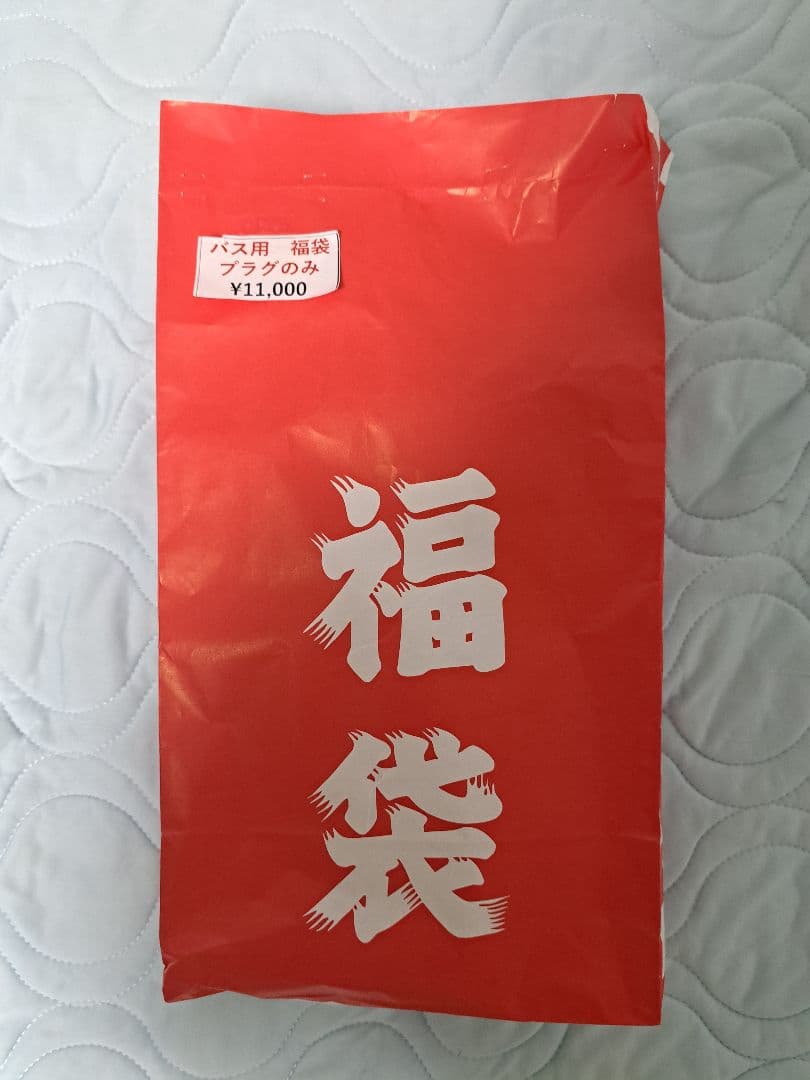 バス用　福袋
プラグのみ
¥11,000
福
袋